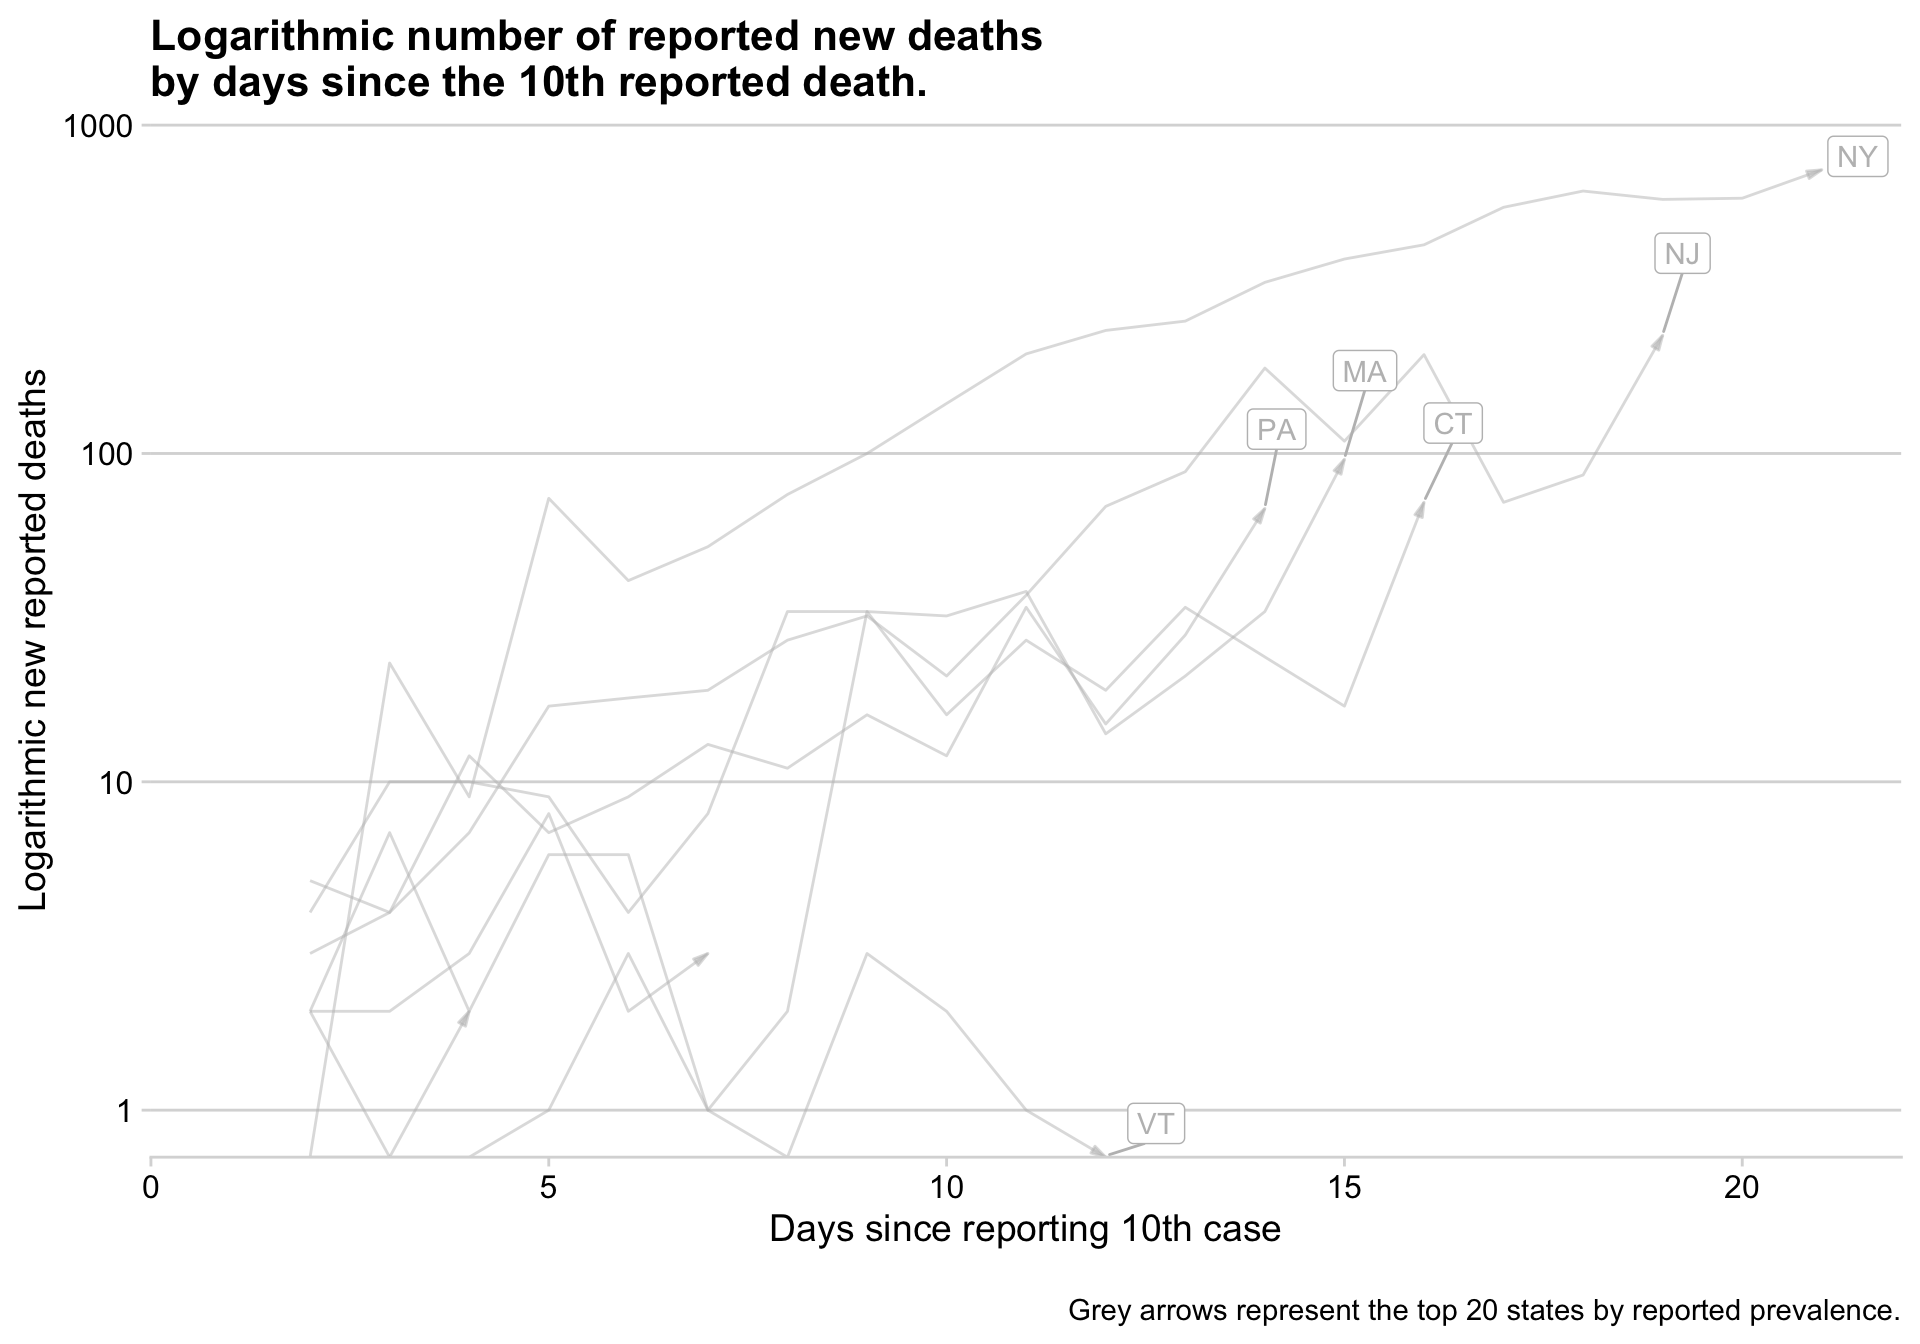 Logarithmic number of reported new deaths
by days since the 10th reported death.
Logarithmic new reported deaths
1000
100
10
1
NY
NJ
MA
PA
CT
VT
0 5 10 15 20
Days since reporting 10th case
Grey arrows represent the top 20 states by reported prevalence.